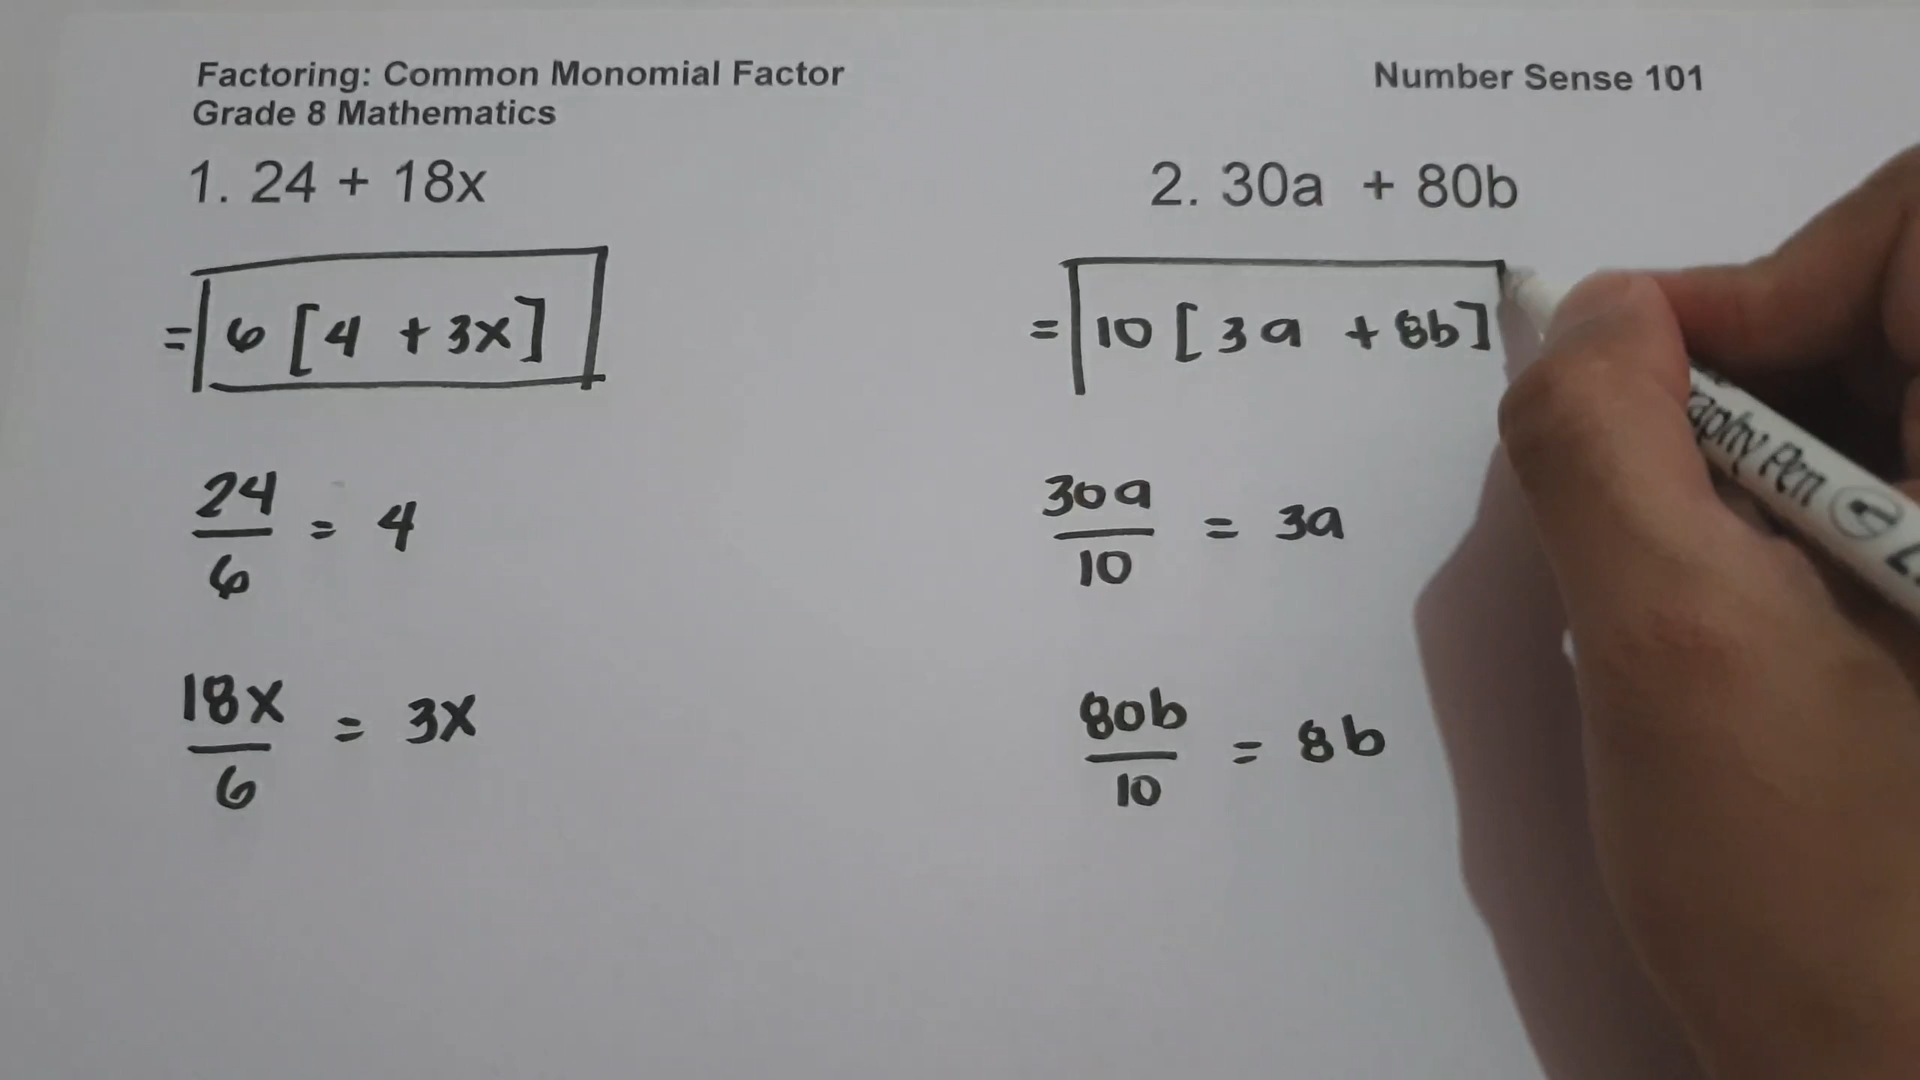 Factoring: Common Monomial Factor
Grade 8 Mathematics
Number Sense 101
1. 24 + 18x
= 6 [4 + 3x]
24/6 = 4
18x/6 = 3x
2. 30a + 80b
= 10 [3a + 8b]
30a/10 = 3a
80b/10 = 8b
Pen